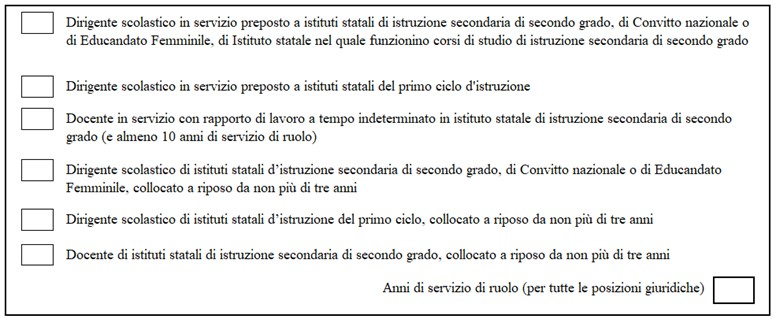 Dirigente scolastico in servizio preposto a istituti statali di istruzione secondaria di secondo grado, di Convitto nazionale o
di Educandato Femminile, di Istituto statale nel quale funzionino corsi di studio di istruzione secondaria di secondo grado
Dirigente scolastico in servizio preposto a istituti statali del primo ciclo d'istruzione
Docente in servizio con rapporto di lavoro a tempo indeterminato in istituto statale di istruzione secondaria di secondo
grado (e almeno 10 anni di servizio di ruolo)
Dirigente scolastico di istituti statali d’istruzione secondaria di secondo grado, di Convitto nazionale o di Educandato
Femminile, collocato a riposo da non più di tre anni
Dirigente scolastico di istituti statali d’istruzione del primo ciclo, collocato a riposo da non più di tre anni
Docente di istituti statali di istruzione secondaria di secondo grado, collocato a riposo da non più di tre anni
Anni di servizio di ruolo (per tutte le posizioni giuridiche)